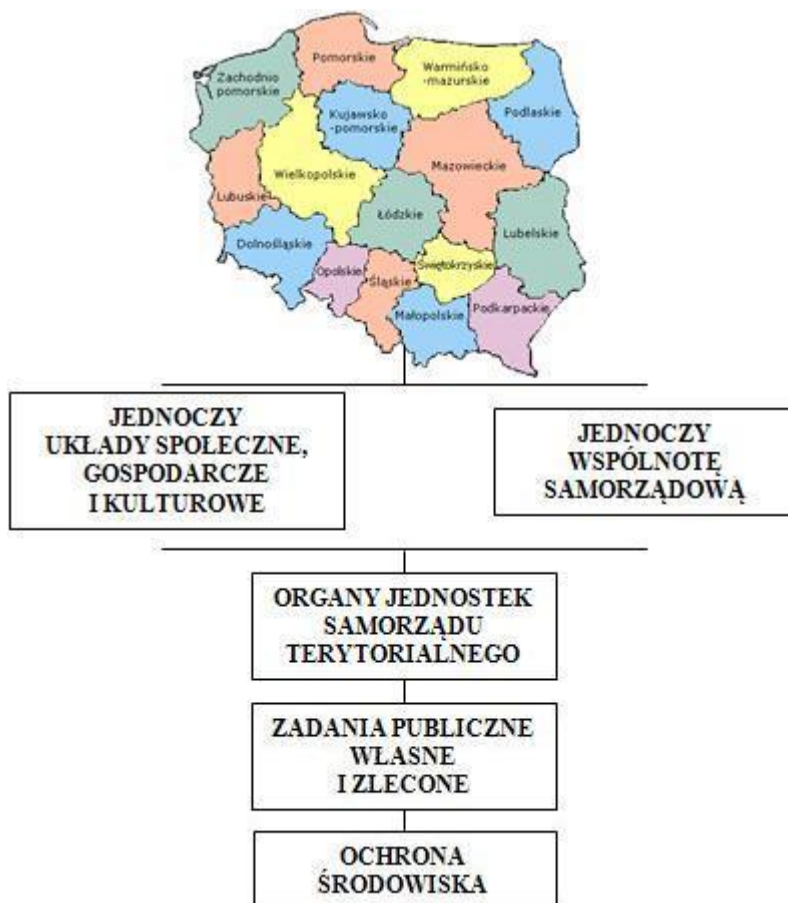 Pomorskie
Warmińsko
-mazurskie
Zachodnio
pomorskie
Kujawsko
-pomorskie
Podlaskie
Mazowieckie
Wielkopolskie
Lubuskie
Łódzkie
Lubelskie
Dolnośląskie
Opolskie
Śląskie
Świętokrzyskie
Małopolskie
Podkarpackie
JEDNOCZY
UKŁADY SPOŁECZNE,
GOSPODARCZE
I KULTUROWE
JEDNOCZY
WSPÓLNOTĘ
SAMORZĄDOWĄ
ORGANY JEDNOSTEK
SAMORZĄDU
TERYTORIALNEGO
ZADANIA PUBLICZNE
WŁASNE
I ZLECONE
OCHRONA
ŚRODOWISKA